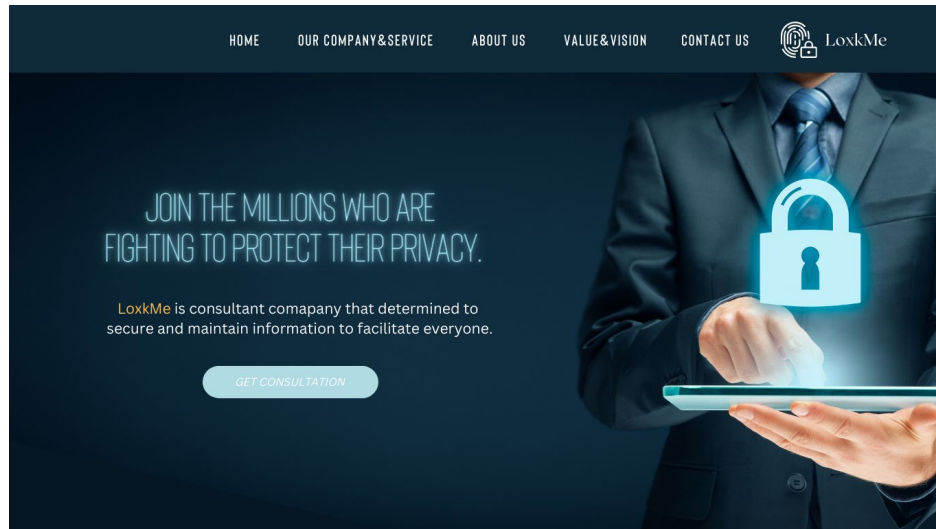 HOME
OUR COMPANY&SERVICE
ABOUT US
VALUE&VISION
CONTACT US
LoxkMe
JOIN THE MILLIONS WHO ARE
FIGHTING TO PROTECT THEIR PRIVACY.
LoxkMe is consultant comapany that determined to
secure and maintain information to facilitate everyone.
GET CONSULTATION